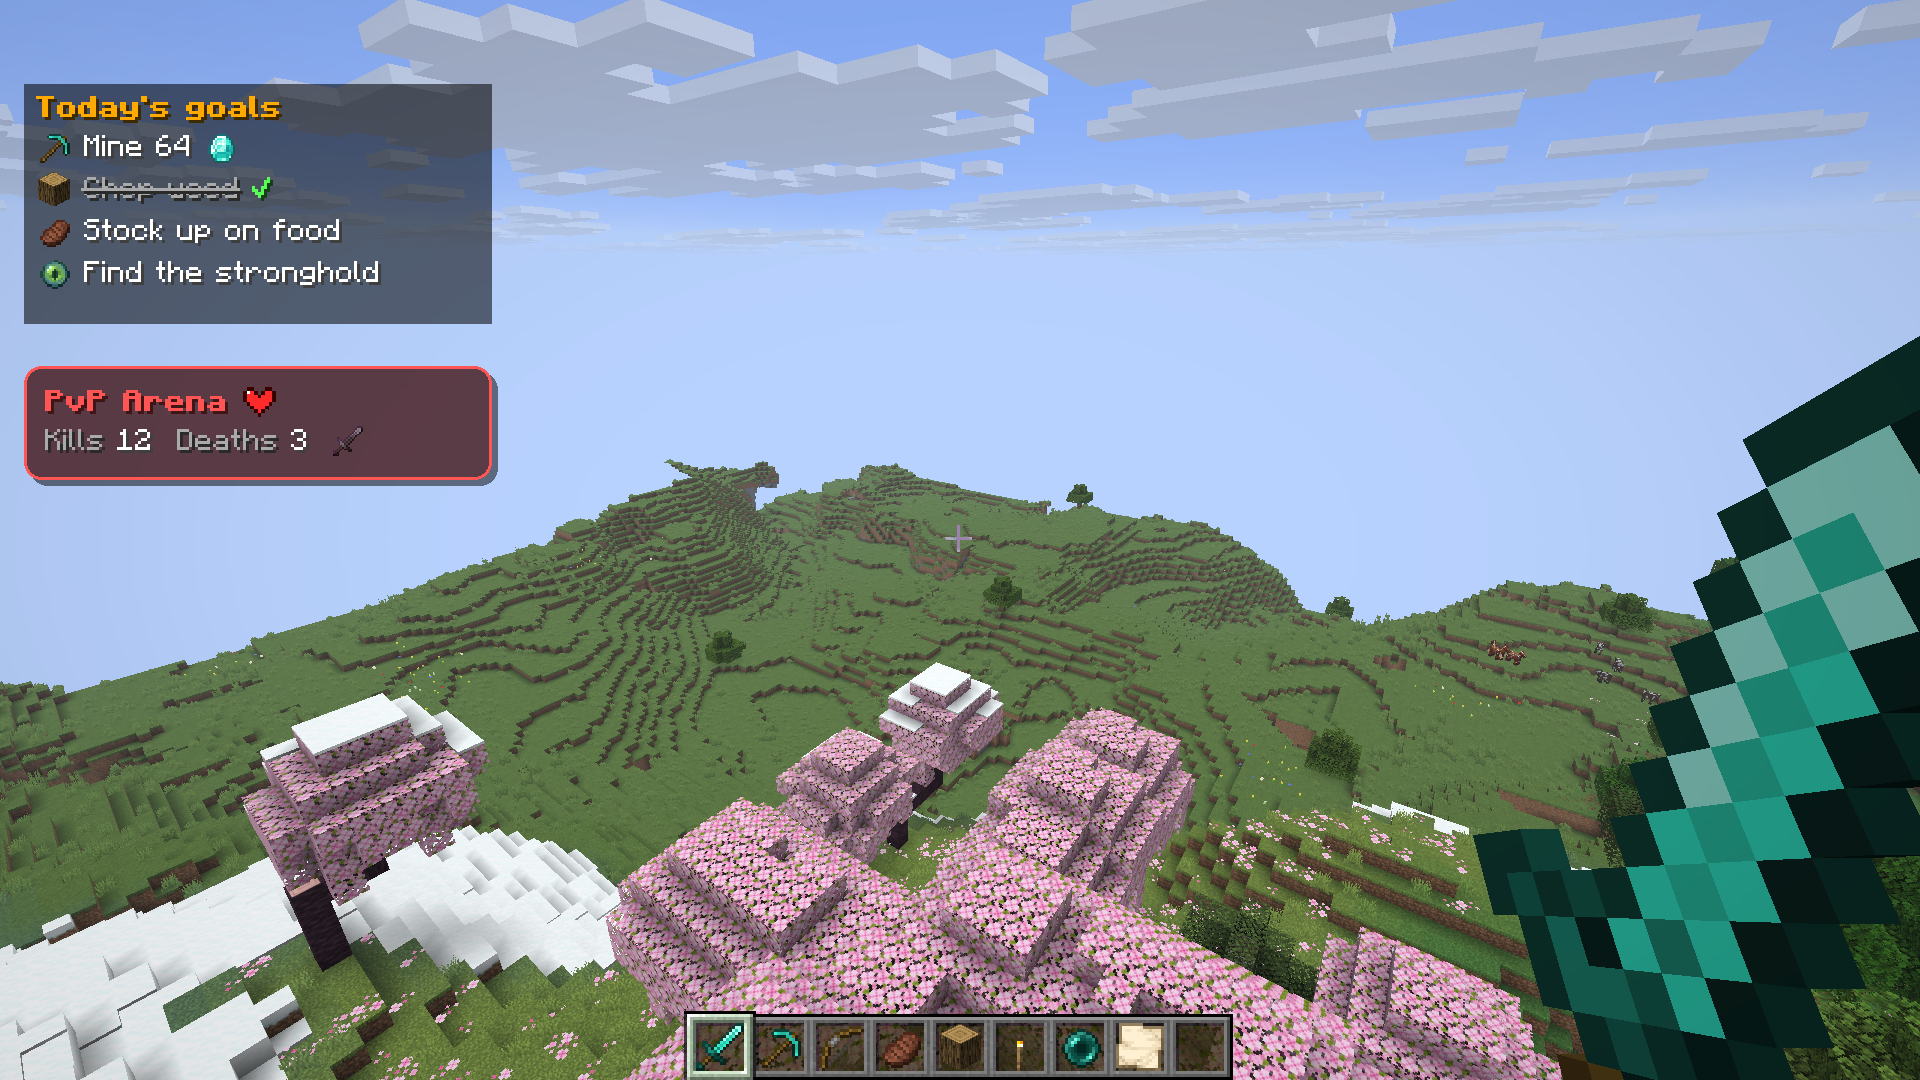 Today's goals
Mine 64
Chop wood
Stock up on food
Find the stronghold
PvP Arena
Kills 12 Deaths 3